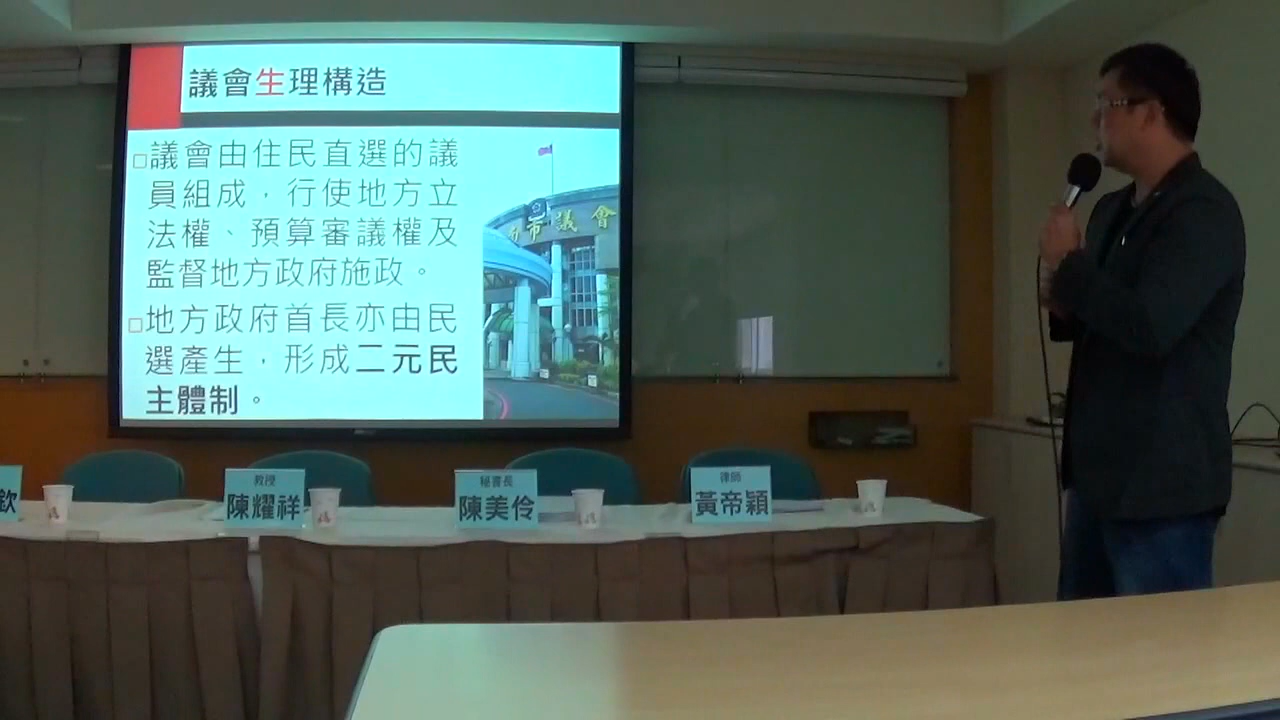 議會生理構造
□議會由住民直選的議
員組成，行使地方立
法權、預算審議權及
監督地方政府施政。
□地方政府首長亦由民
選產生，形成二元民
主體制。
市議會
欽
教授
陳耀祥
秘書長
陳美伶
律師
黃帝穎